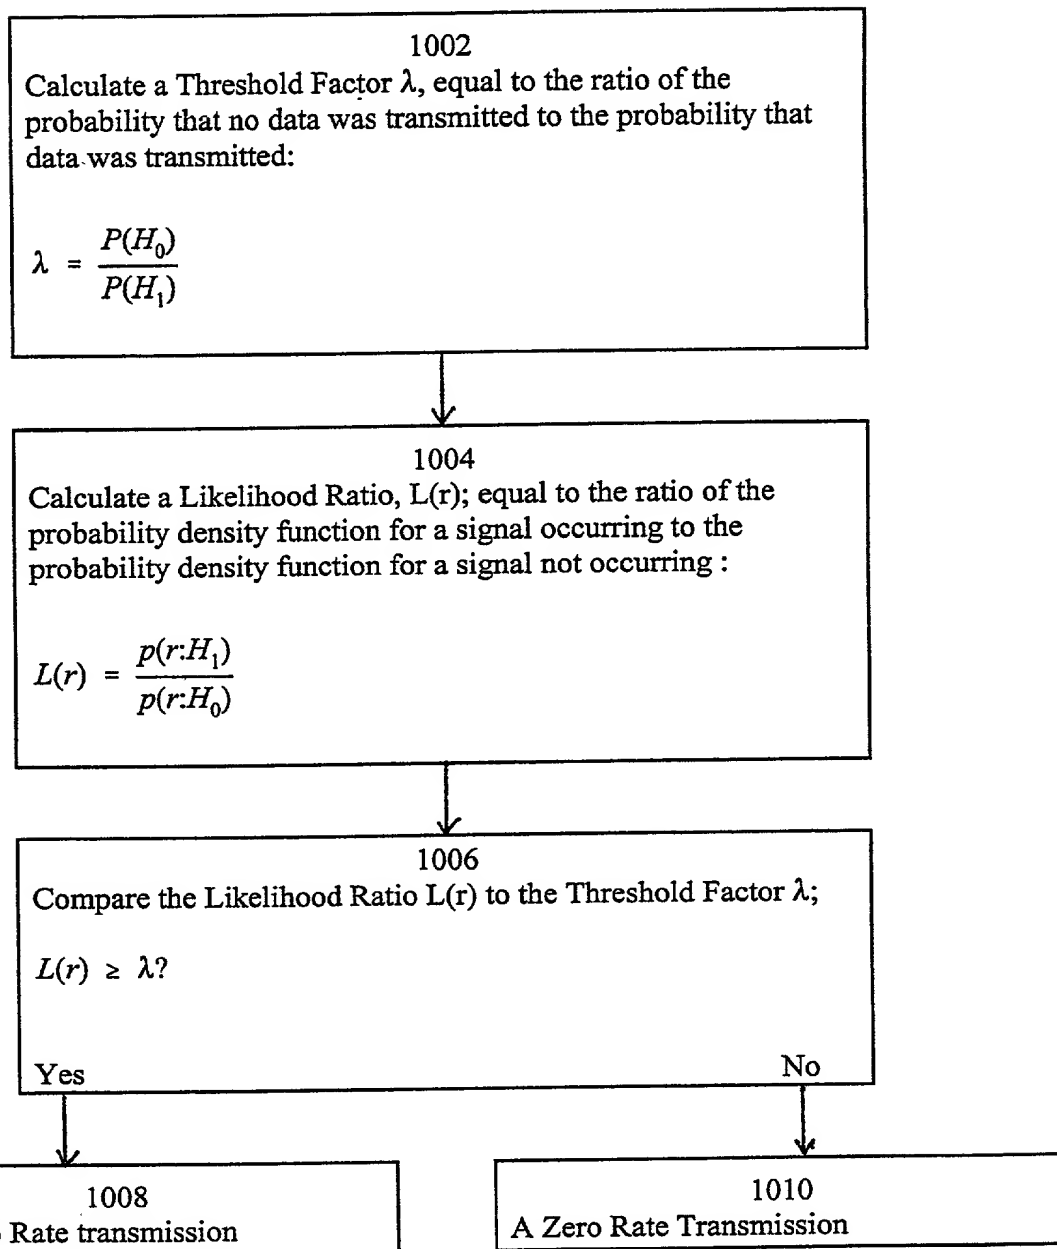 1002
Calculate a Threshold Factor λ, equal to the ratio of the
probability that no data was transmitted to the probability that
data was transmitted:
λ = P(H₀) / P(H₁)
1004
Calculate a Likelihood Ratio, L(r); equal to the ratio of the
probability density function for a signal occurring to the
probability density function for a signal not occurring :
L(r) = p(r:H₁) / p(r:H₀)
1006
Compare the Likelihood Ratio L(r) to the Threshold Factor λ;
L(r) ≥ λ?
Yes
No
1008
Rate transmission
1010
A Zero Rate Transmission